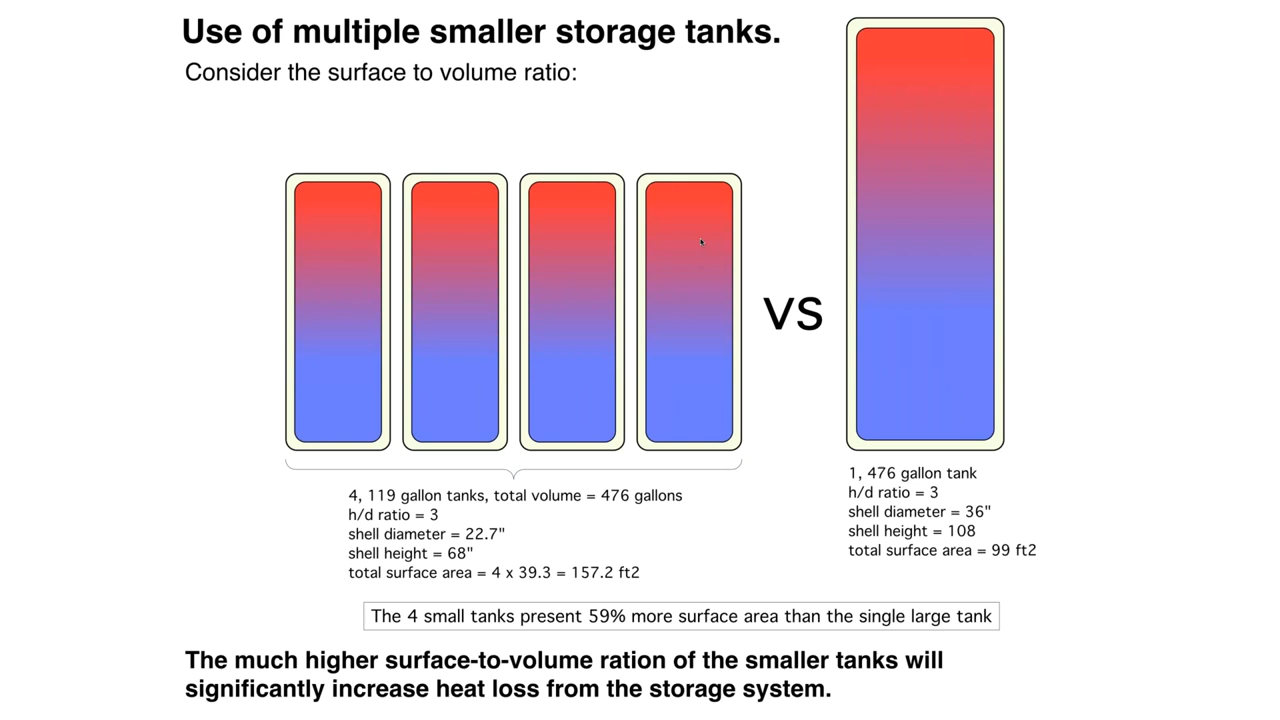 Use of multiple smaller storage tanks.
Consider the surface to volume ratio:
VS
4, 119 gallon tanks, total volume = 476 gallons
h/d ratio = 3
shell diameter = 22.7"
shell height = 68"
total surface area = 4 x 39.3 = 157.2 ft2
1, 476 gallon tank
h/d ratio = 3
shell diameter = 36"
shell height = 108
total surface area = 99 ft2
The 4 small tanks present 59% more surface area than the single large tank
The much higher surface-to-volume ration of the smaller tanks will
significantly increase heat loss from the storage system.